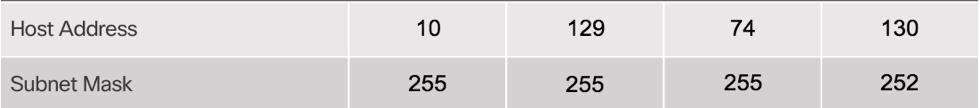 Host Address 10 129 74 130
Subnet Mask 255 255 255 252